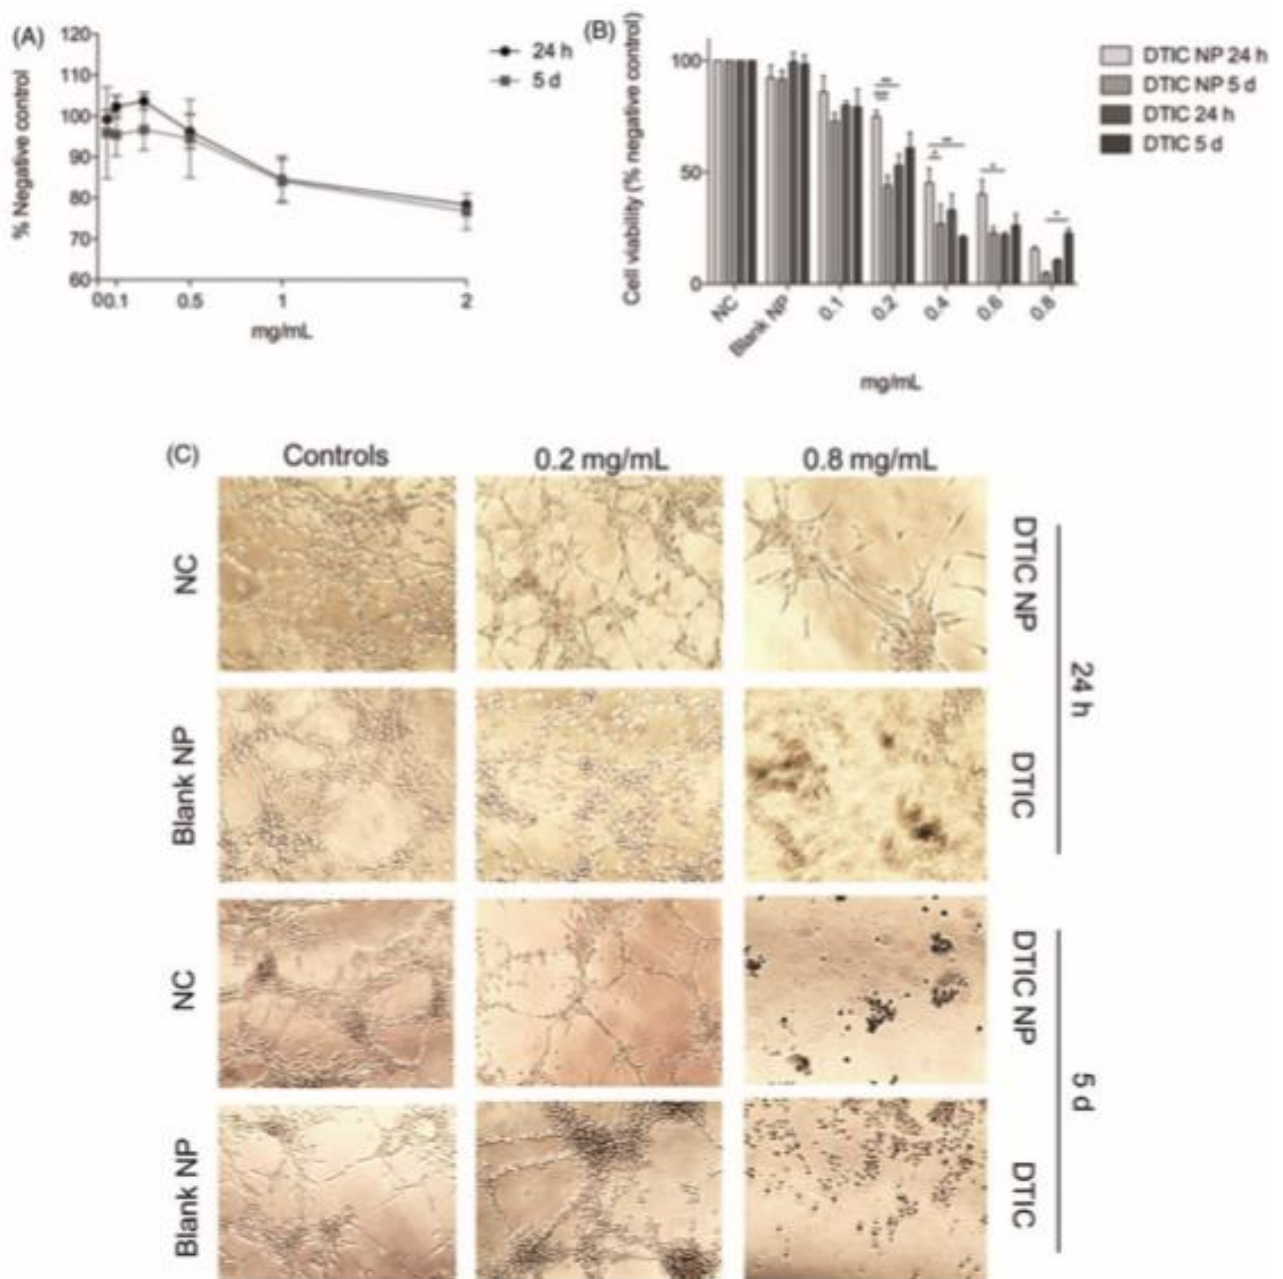 (A)
120
110
100
90
80
70
60
% Negative control
00.1
0.5
1
2
mg/mL
24 h
5 d
(B)
Cell viability (% negative control)
100
50
0
NC
Blank NP
0.1
0.2
0.4
0.6
0.8
mg/mL
DTIC NP 24 h
DTIC NP 5 d
DTIC 24 h
DTIC 5 d
(C)
Controls
0.2 mg/mL
0.8 mg/mL
NC
DTIC NP
24 h
Blank NP
DTIC
NC
DTIC NP
5 d
Blank NP
DTIC